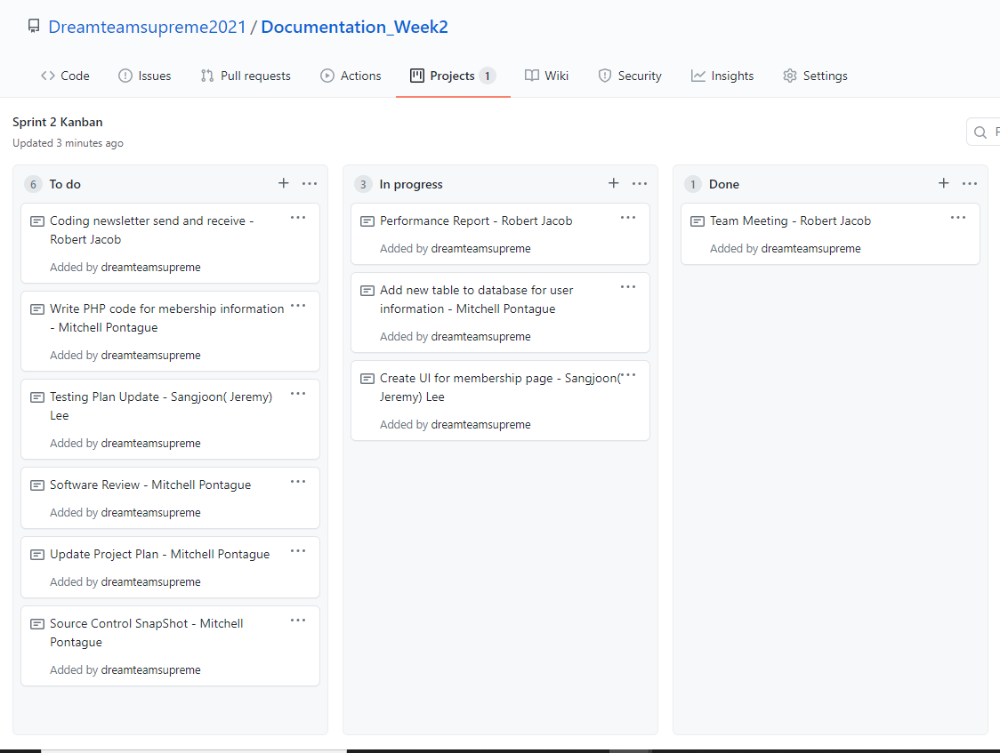 Dreamteamsupreme2021 / Documentation_Week2
Code Issues Pull requests Actions Projects 1 Wiki Security Insights Settings
Sprint 2 Kanban
Updated 3 minutes ago
F
6 To do
Coding newsletter send and receive -
Robert Jacob
Added by dreamteamsupreme
Write PHP code for mebership information
- Mitchell Pontague
Added by dreamteamsupreme
Testing Plan Update - Sangjoon( Jeremy)
Lee
Added by dreamteamsupreme
Software Review - Mitchell Pontague
Added by dreamteamsupreme
Update Project Plan - Mitchell Pontague
Added by dreamteamsupreme
Source Control SnapShot - Mitchell
Pontague
Added by dreamteamsupreme
3 In progress
Performance Report - Robert Jacob
Added by dreamteamsupreme
Add new table to database for user
information - Mitchell Pontague
Added by dreamteamsupreme
Create UI for membership page - Sangjoon(
Jeremy) Lee
Added by dreamteamsupreme
1 Done
Team Meeting - Robert Jacob
Added by dreamteamsupreme